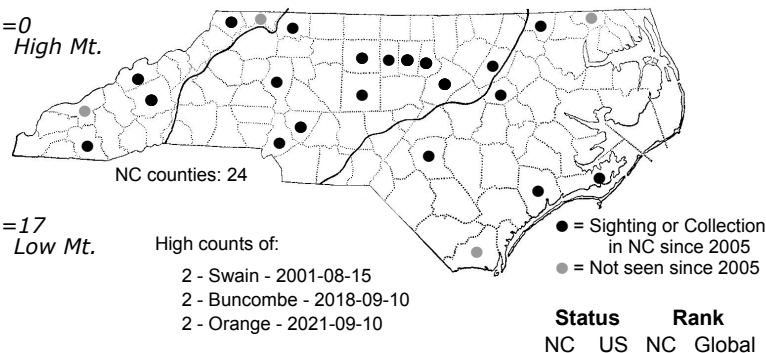 =0
High Mt.
NC counties: 24
=17
Low Mt.
High counts of:
2 - Swain - 2001-08-15
2 - Buncombe - 2018-09-10
2 - Orange - 2021-09-10
= Sighting or Collection
in NC since 2005
= Not seen since 2005
Status Rank
NC US NC Global